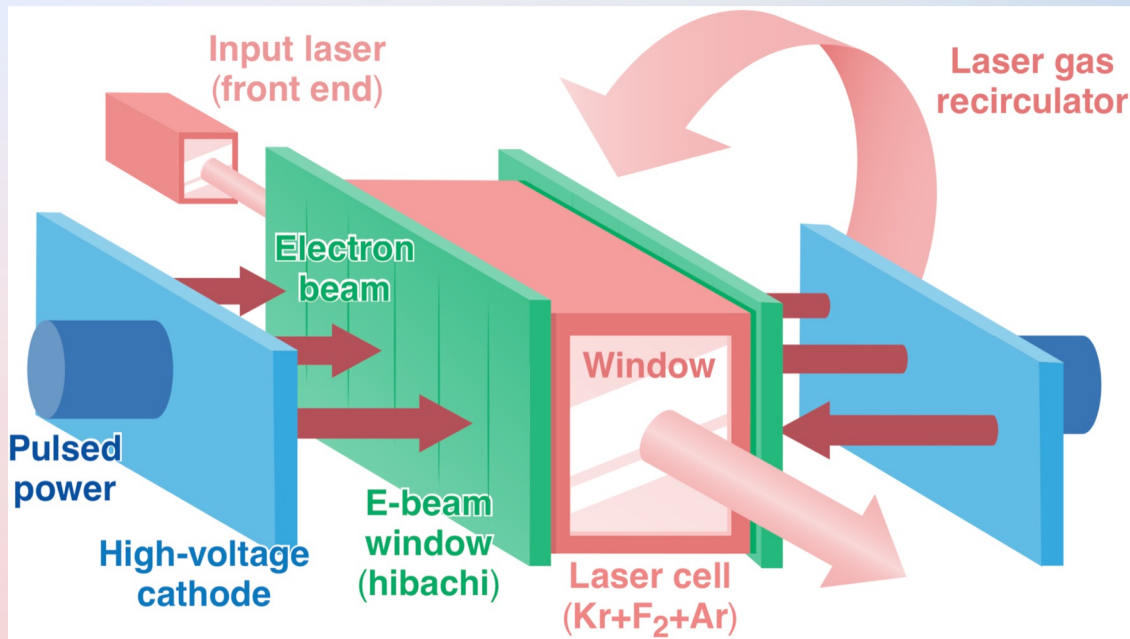 Input laser
(front end)
Laser gas
recirculator
Electron
beam
Window
Pulsed
power
High-voltage
cathode
E-beam
window
(hibachi)
Laser cell
(Kr+F₂+Ar)